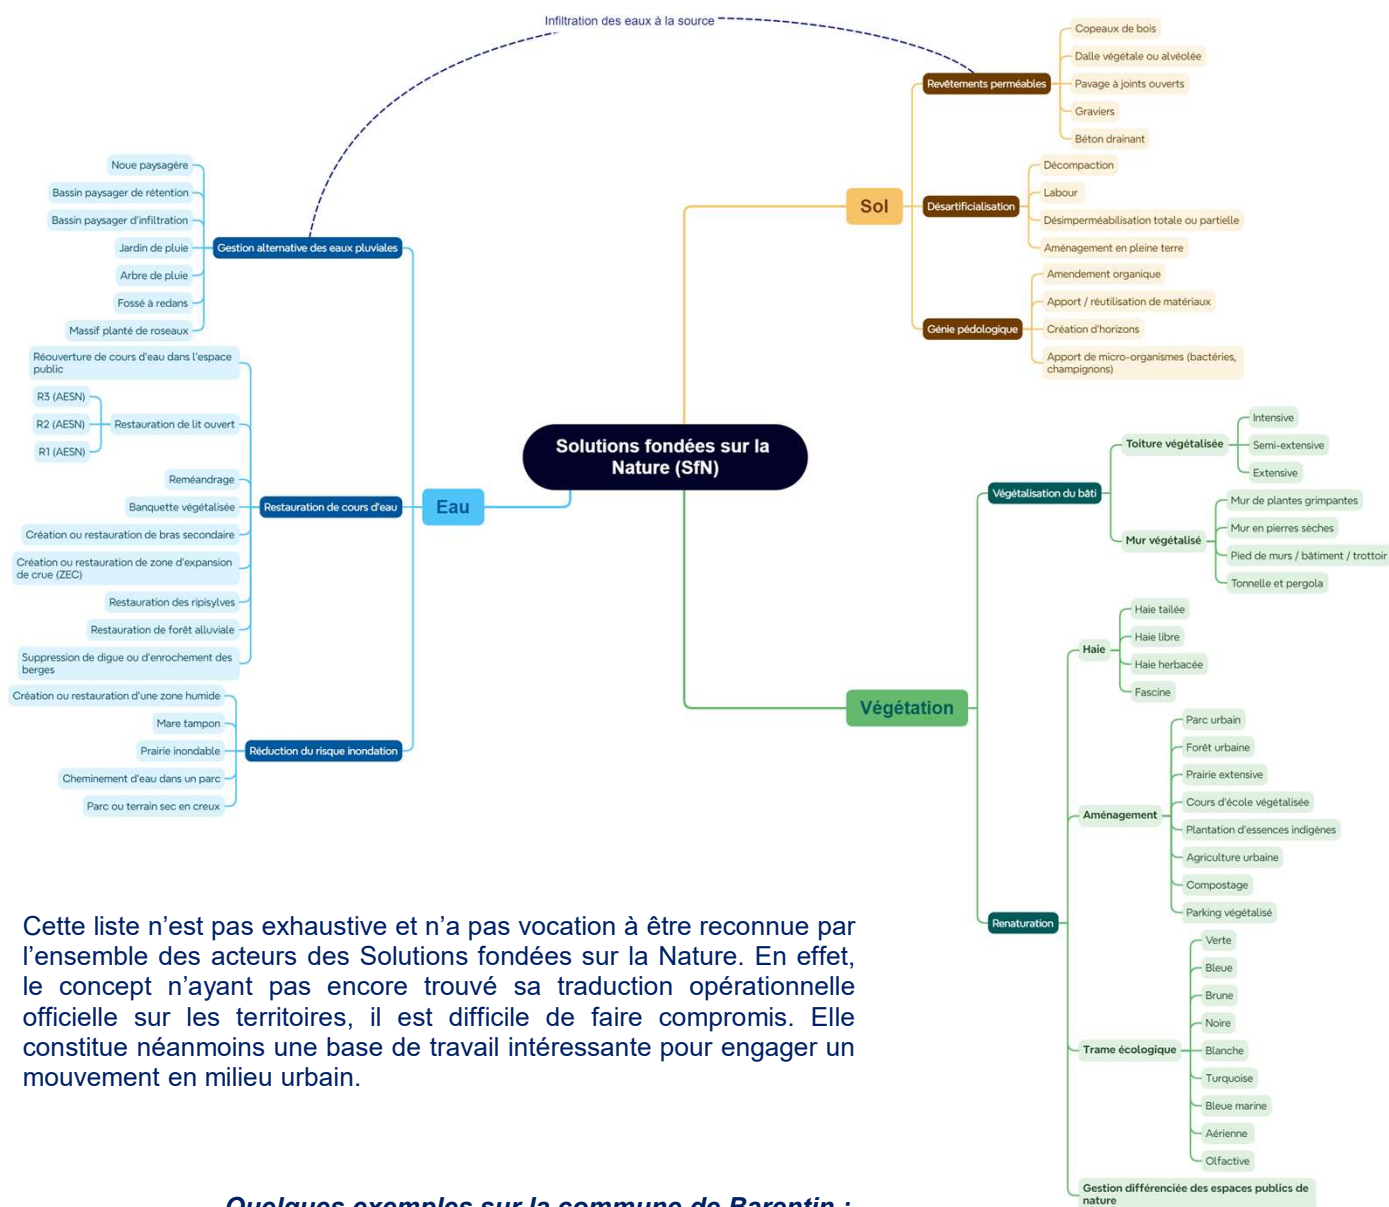 Infiltration des eaux à la source
Solutions fondées sur la
Nature (SfN)
Sol
Revêtements perméables
Copeaux de bois
Dalle végétale ou alvéolée
Pavage à joints ouverts
Graviers
Béton drainant
Désartificialisation
Décompaction
Labour
Désimperméabilisation totale ou partielle
Aménagement en pleine terre
Génie pédologique
Amendement organique
Apport / réutilisation de matériaux
Création d'horizons
Apport de micro-organismes (bactéries,
champignons)
Eau
Gestion alternative des eaux pluviales
Noue paysagère
Bassin paysager de rétention
Bassin paysager d'infiltration
Jardin de pluie
Arbre de pluie
Fossé à redans
Massif planté de roseaux
Restauration de cours d'eau
Réouverture de cours d'eau dans l'espace
public
Restauration de lit ouvert
R3 (AESN)
R2 (AESN)
R1 (AESN)
Reméandrage
Banquette végétalisée
Création ou restauration de bras secondaire
Création ou restauration de zone d'expansion
de crue (ZEC)
Restauration des ripisylves
Restauration de forêt alluviale
Suppression de digue ou d'enrochement des
berges
Réduction du risque inondation
Création ou restauration d'une zone humide
Mare tampon
Prairie inondable
Cheminement d'eau dans un parc
Parc ou terrain sec en creux
Végétation
Végétalisation du bâti
Toiture végétalisée
Intensive
Semi-extensive
Extensive
Mur végétalisé
Mur de plantes grimpantes
Mur en pierres sèches
Pied de murs / bâtiment / trottoir
Tonnelle et pergola
Renaturation
Haie
Haie tailée
Haie libre
Haie herbacée
Fascine
Aménagement
Parc urbain
Forêt urbaine
Prairie extensive
Cours d'école végétalisée
Plantation d'essences indigènes
Agriculture urbaine
Compostage
Parking végétalisé
Trame écologique
Verte
Bleue
Brune
Noire
Blanche
Turquoise
Bleue marine
Aérienne
Olfactive
Gestion différenciée des espaces publics de
nature
Cette liste n'est pas exhaustive et n'a pas vocation à être reconnue par
l'ensemble des acteurs des Solutions fondées sur la Nature. En effet,
le concept n'ayant pas encore trouvé sa traduction opérationnelle
officielle sur les territoires, il est difficile de faire compromis. Elle
constitue néanmoins une base de travail intéressante pour engager un
mouvement en milieu urbain.
Quelques exemples sur la commune de Barentin :